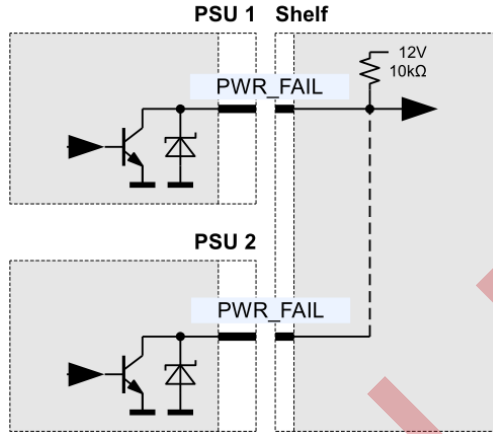 PSU 1 Shelf
12V
10kΩ
PWR_FAIL
PSU 2
PWR_FAIL